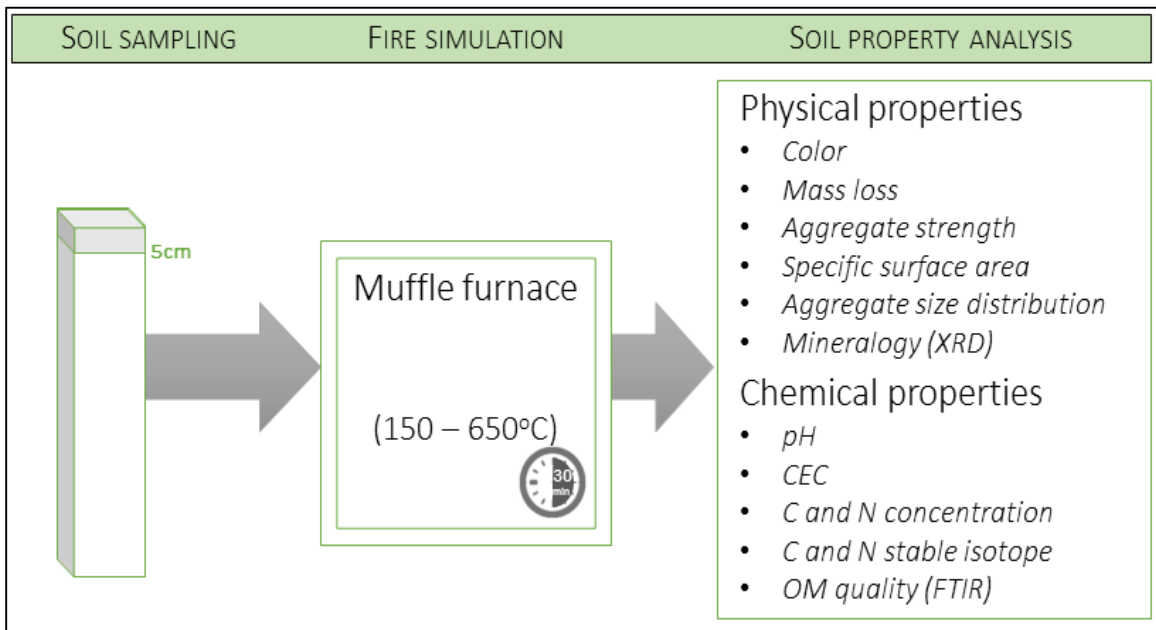 SOIL SAMPLING
FIRE SIMULATION
SOIL PROPERTY ANALYSIS
5cm
Muffle furnace
(150 – 650°C)
30
min
Physical properties
• Color
• Mass loss
• Aggregate strength
• Specific surface area
• Aggregate size distribution
• Mineralogy (XRD)
Chemical properties
• pH
• CEC
• C and N concentration
• C and N stable isotope
• OM quality (FTIR)